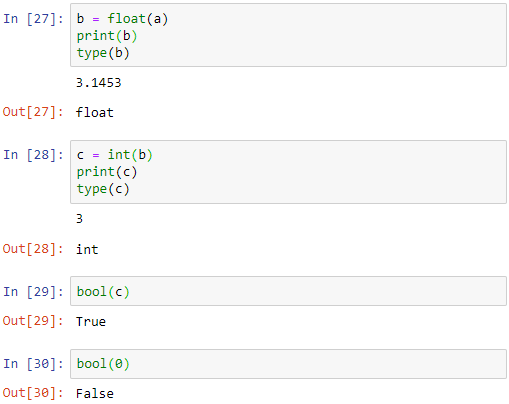 In [27]: b = float(a)
print(b)
type(b)
3.1453
Out[27]: float
In [28]: c = int(b)
print(c)
type(c)
3
Out[28]: int
In [29]: bool(c)
Out[29]: True
In [30]: bool(0)
Out[30]: False